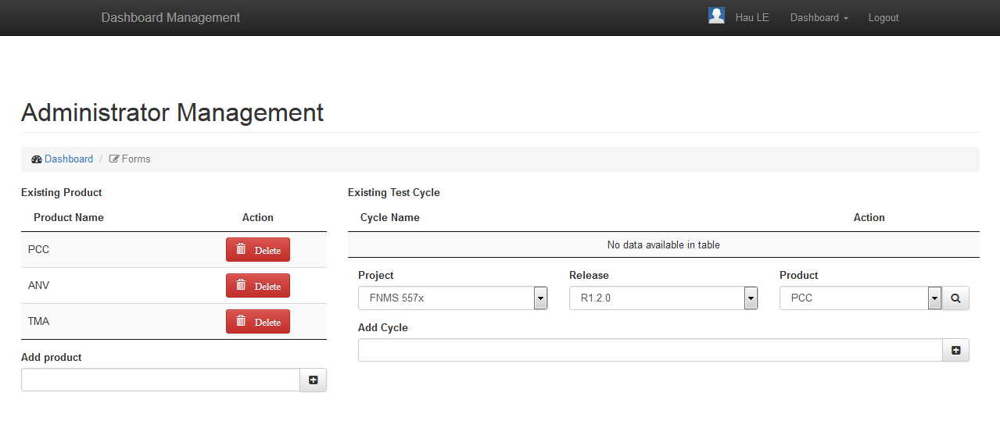 Dashboard Management Hau LE Dashboard Logout
Administrator Management
Dashboard / Forms
Existing Product
Product Name Action
PCC Delete
ANV Delete
TMA Delete
Add product
Existing Test Cycle
Cycle Name Action
No data available in table
Project Release Product
FNMS 557x R1.2.0 PCC
Add Cycle